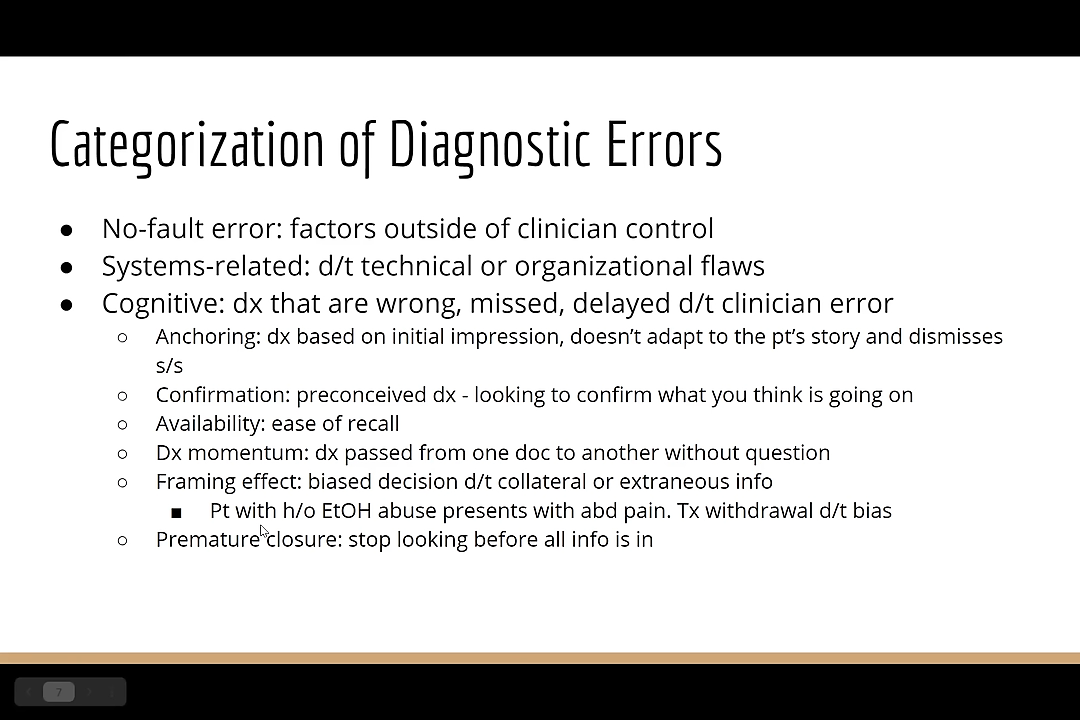 Categorization of Diagnostic Errors
● No-fault error: factors outside of clinician control
● Systems-related: d/t technical or organizational flaws
● Cognitive: dx that are wrong, missed, delayed d/t clinician error
○ Anchoring: dx based on initial impression, doesn't adapt to the pt's story and dismisses
s/s
○ Confirmation: preconceived dx - looking to confirm what you think is going on
○ Availability: ease of recall
○ Dx momentum: dx passed from one doc to another without question
○ Framing effect: biased decision d/t collateral or extraneous info
■ Pt with h/o EtOH abuse presents with abd pain. Tx withdrawal d/t bias
○ Premature closure: stop looking before all info is in
7